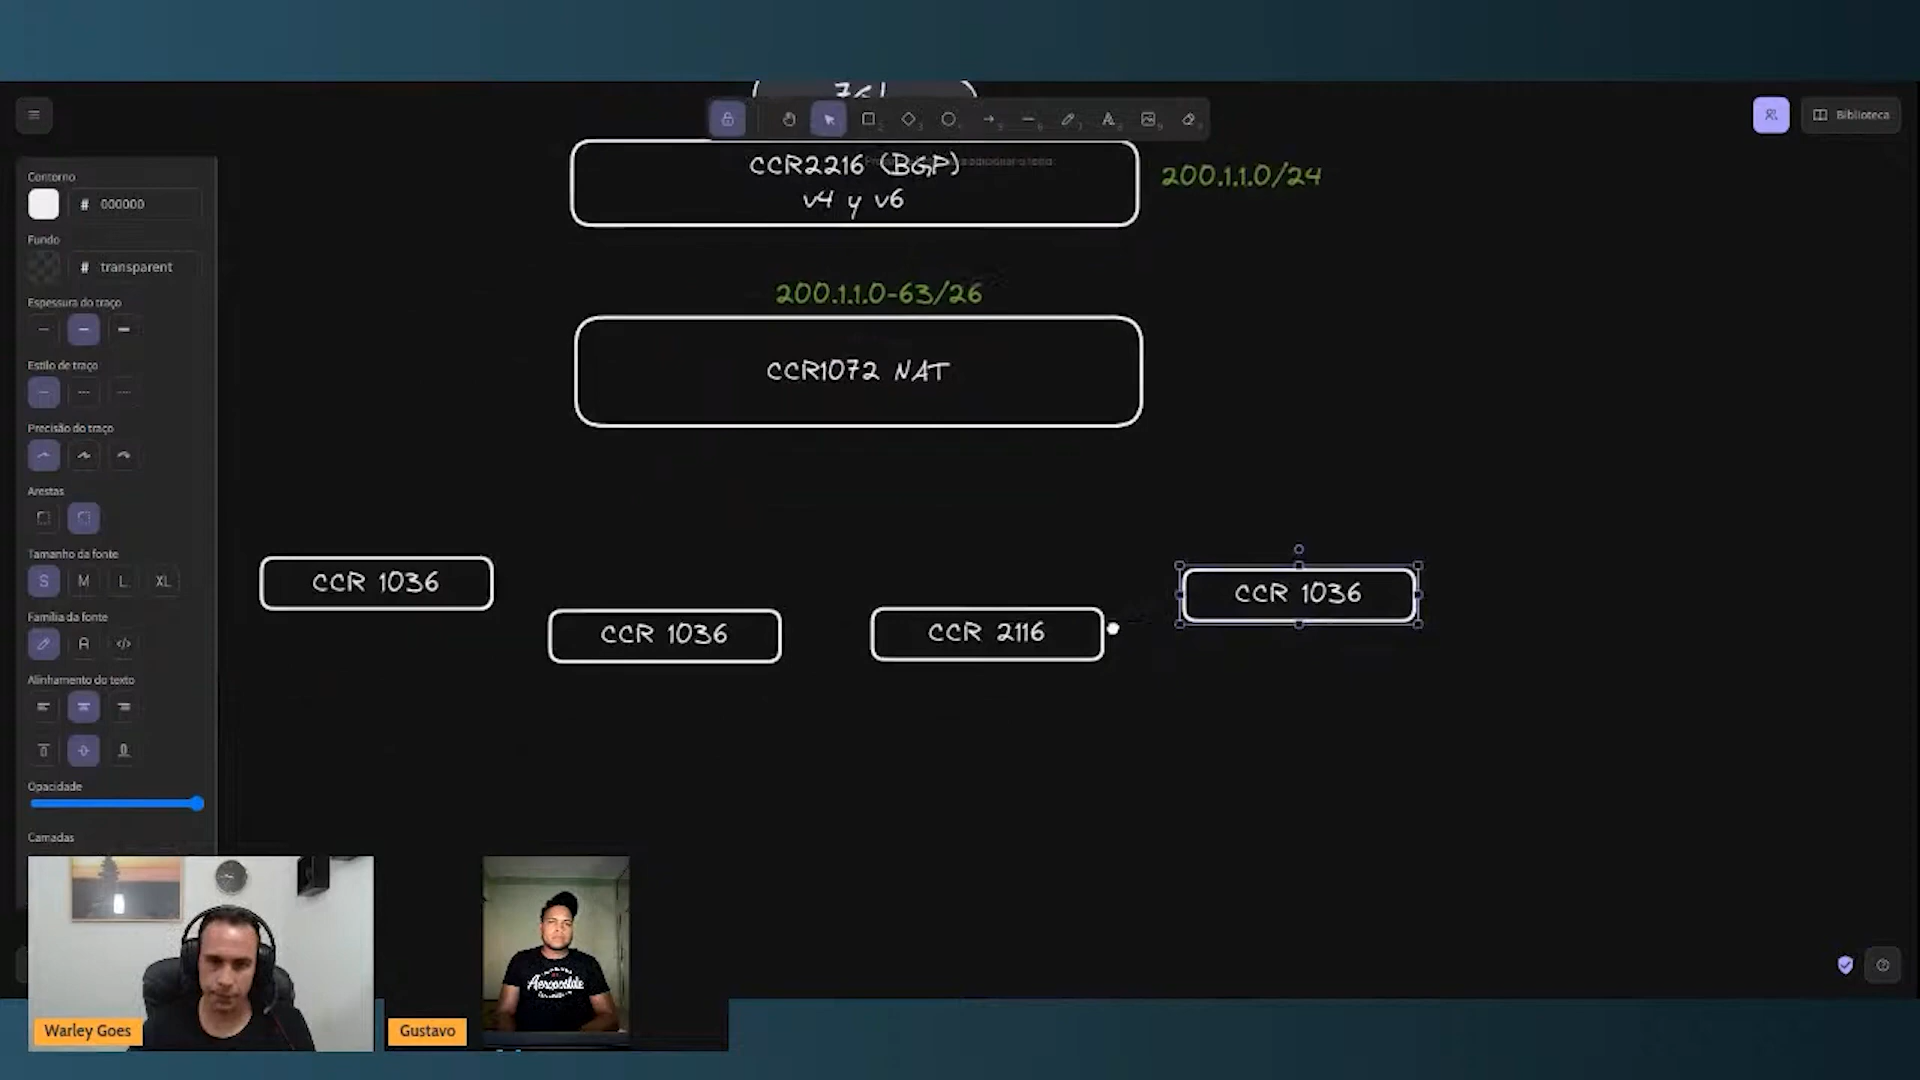 Biblioteca
CCR2216 (BGP)
v4 y v6
200.1.1.0/24
200.1.1.0-63/26
CCR1072 NAT
CCR 1036
CCR 1036
CCR 2116
CCR 1036
Contorno
# 000000
Fundo
# transparent
Espessura do traço
Estilo de traço
Precisão do traço
Arestas
Tamanho da fonte
S M L XL
Família da fonte
A </>
Alinhamento do texto
Opacidade
Camadas
Aeropostale
Warley Goes
Gustavo